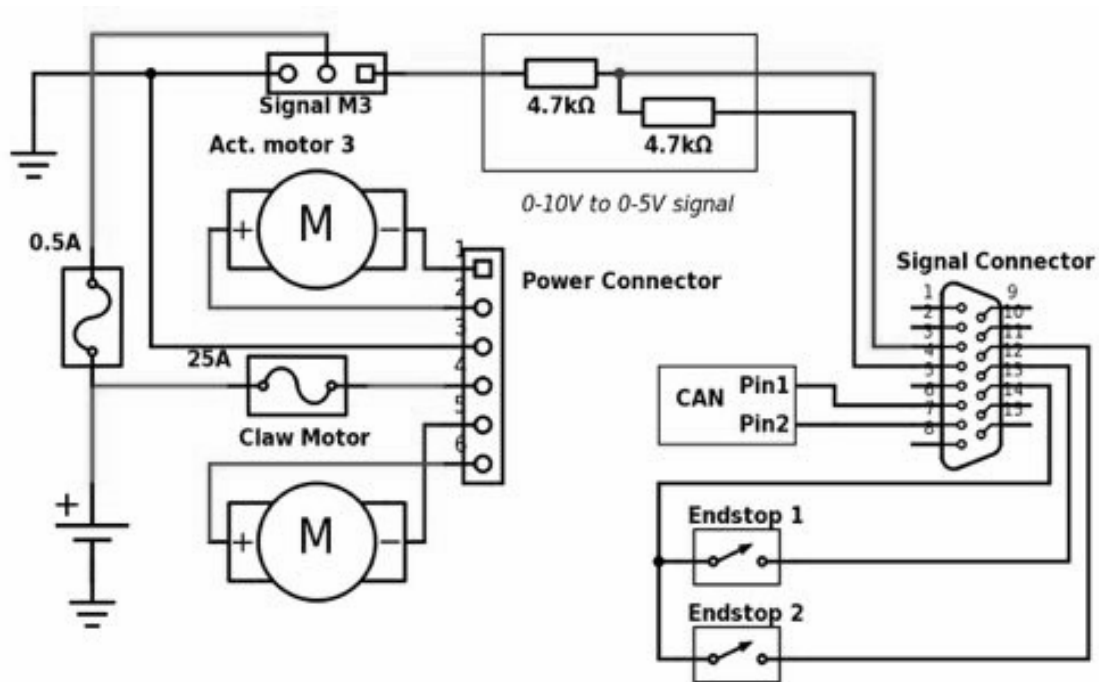 Signal M3
4.7kΩ
4.7kΩ
0-10V to 0-5V signal
Act. motor 3
+ M −
0.5A
1
2
3
4
5
6
Power Connector
25A
Claw Motor
+
+ M −
Signal Connector
1
2
3
4
5
6
7
8
9
10
11
12
13
14
15
CAN
Pin1
Pin2
Endstop 1
Endstop 2